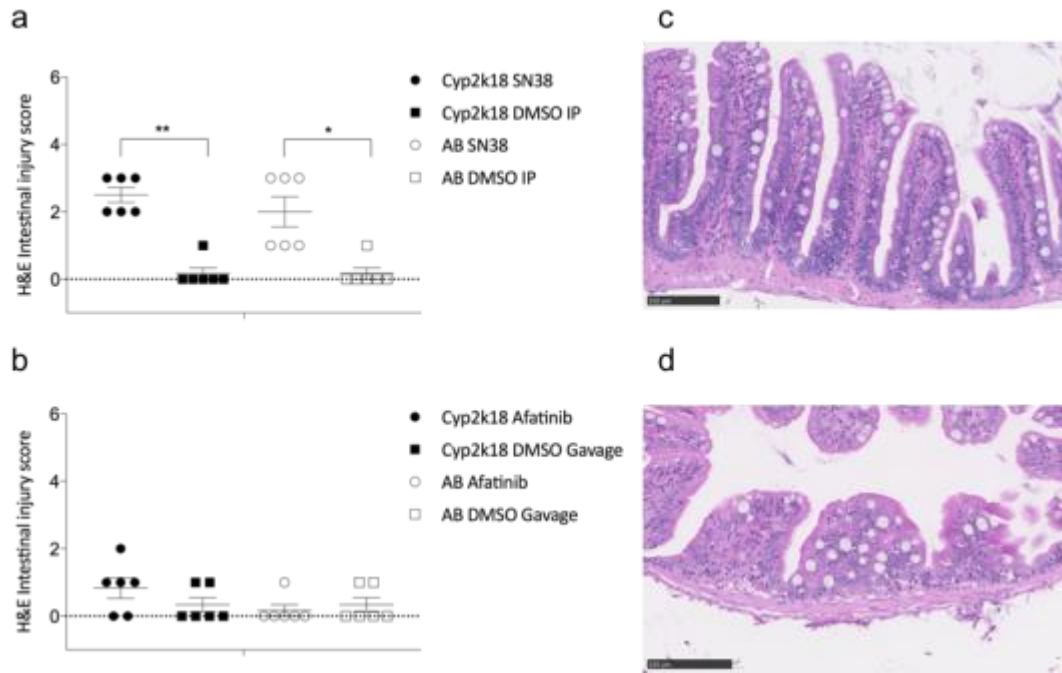 a
H&E Intestinal injury score
6
4
2
0
**
*
Cyp2k18 SN38
Cyp2k18 DMSO IP
AB SN38
AB DMSO IP
c
b
H&E Intestinal injury score
6
4
2
0
Cyp2k18 Afatinib
Cyp2k18 DMSO Gavage
AB Afatinib
AB DMSO Gavage
d